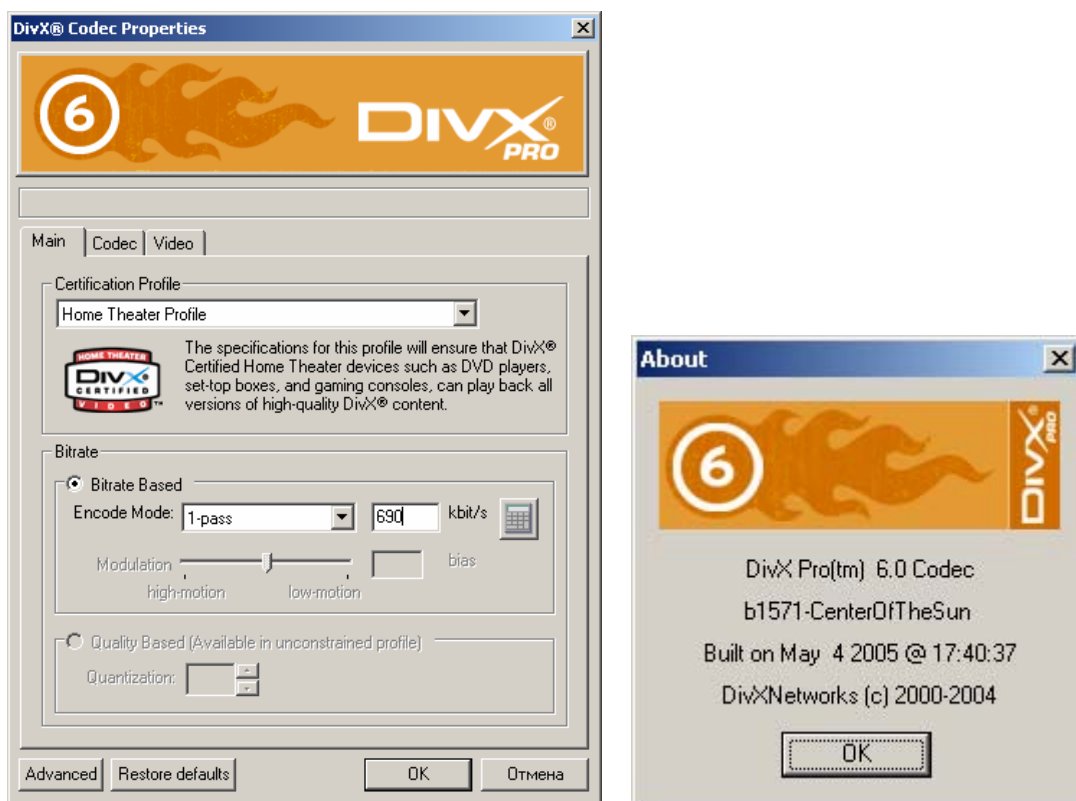 DivX® Codec Properties
6
DIVX®
PRO
Main
Codec
Video
Certification Profile
Home Theater Profile
HOME THEATER
DIVX
CERTIFIED
VIDEO™
The specifications for this profile will ensure that DivX®
Certified Home Theater devices such as DVD players,
set-top boxes, and gaming consoles, can play back all
versions of high-quality DivX® content.
Bitrate
Bitrate Based
Encode Mode: 1-pass 690 kbit/s
Modulation bias
high-motion low-motion
Quality Based (Available in unconstrained profile)
Quantization:
Advanced Restore defaults OK Отмена
About
6
DIVX
PRO
DivX Pro(tm) 6.0 Codec
b1571-CenterOfTheSun
Built on May 4 2005 @ 17:40:37
DivXNetworks (c) 2000-2004
OK